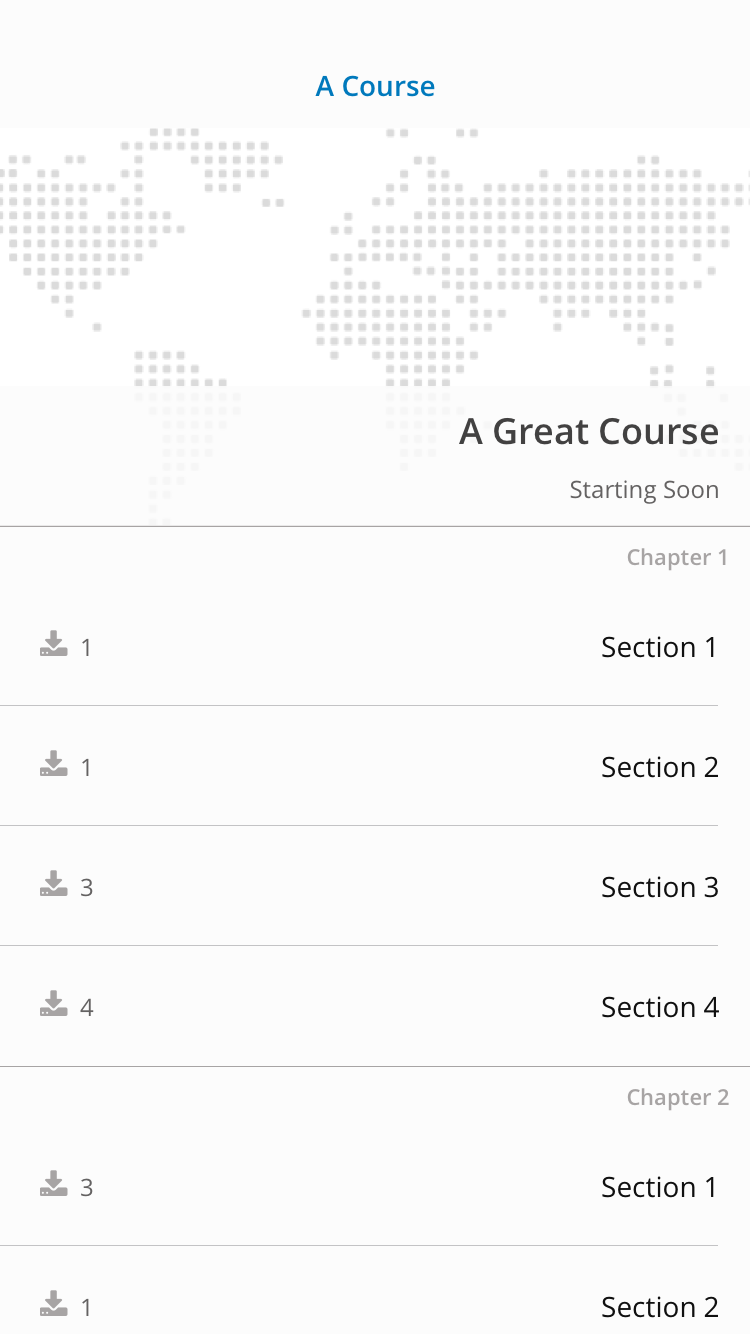 A Course
A Great Course
Starting Soon
Chapter 1
Section 1
1
Section 2
1
Section 3
3
Section 4
4
Chapter 2
Section 1
3
Section 2
1